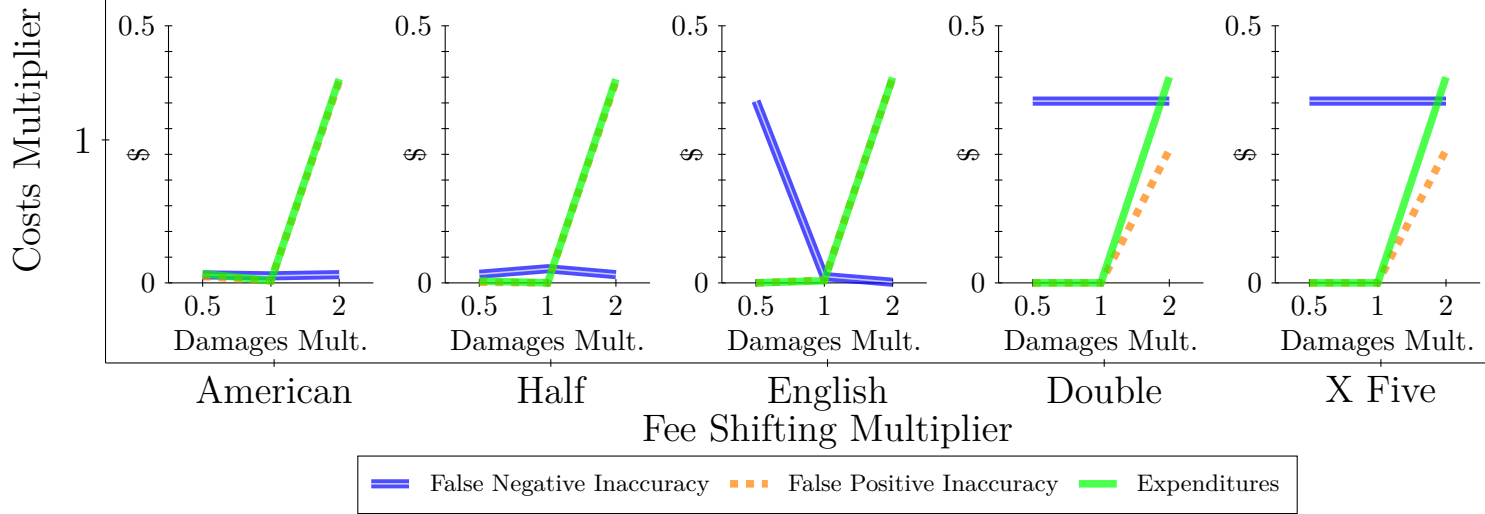 Costs Multiplier
1
0.5 0.5 0.5 0.5 0.5
$ $ $ $ $
0 0 0 0 0
0.5 1 2 0.5 1 2 0.5 1 2 0.5 1 2 0.5 1 2
Damages Mult. Damages Mult. Damages Mult. Damages Mult. Damages Mult.
American Half English Double X Five
Fee Shifting Multiplier
False Negative Inaccuracy False Positive Inaccuracy Expenditures